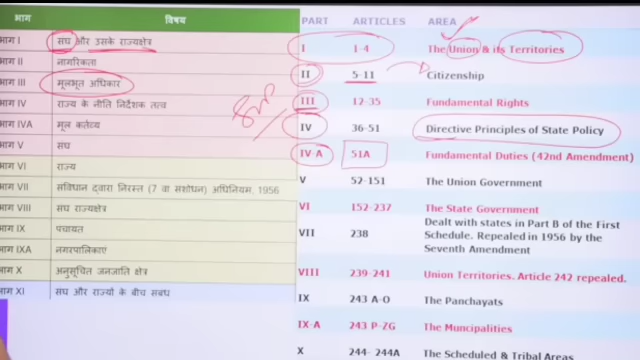 भाग विषय
भाग I संघ और उसके राज्यक्षेत्र
भाग II नागरिकता
भाग III मूलभूत अधिकार
भाग IV राज्य के नीति निर्देशक तत्व
भाग IVA मूल कर्तव्य
भाग V संघ
भाग VI राज्य
भाग VII संविधान द्वारा निरस्त (7 वा संशोधन) अधिनियम, 1956
भाग VIII संघ राज्यक्षेत्र
भाग IX पंचायत
भाग IXA नगरपालिकाएं
भाग X अनुसूचित जनजाति क्षेत्र
भाग XI संघ और राज्यों के बीच संबंध
PART ARTICLES AREA
I 1-4 The Union & its Territories
II 5-11 Citizenship
III 12-35 Fundamental Rights
IV 36-51 Directive Principles of State Policy
IV-A 51A Fundamental Duties (42nd Amendment)
V 52-151 The Union Government
VI 152-237 The State Government
VII 238 Dealt with states in Part B of the First
Schedule. Repealed in 1956 by the
Seventh Amendment
VIII 239-241 Union Territories. Article 242 repealed.
IX 243 A-O The Panchayats
IX-A 243 P-ZG The Muncipalities
X 244- 244A The Scheduled & Tribal Areas